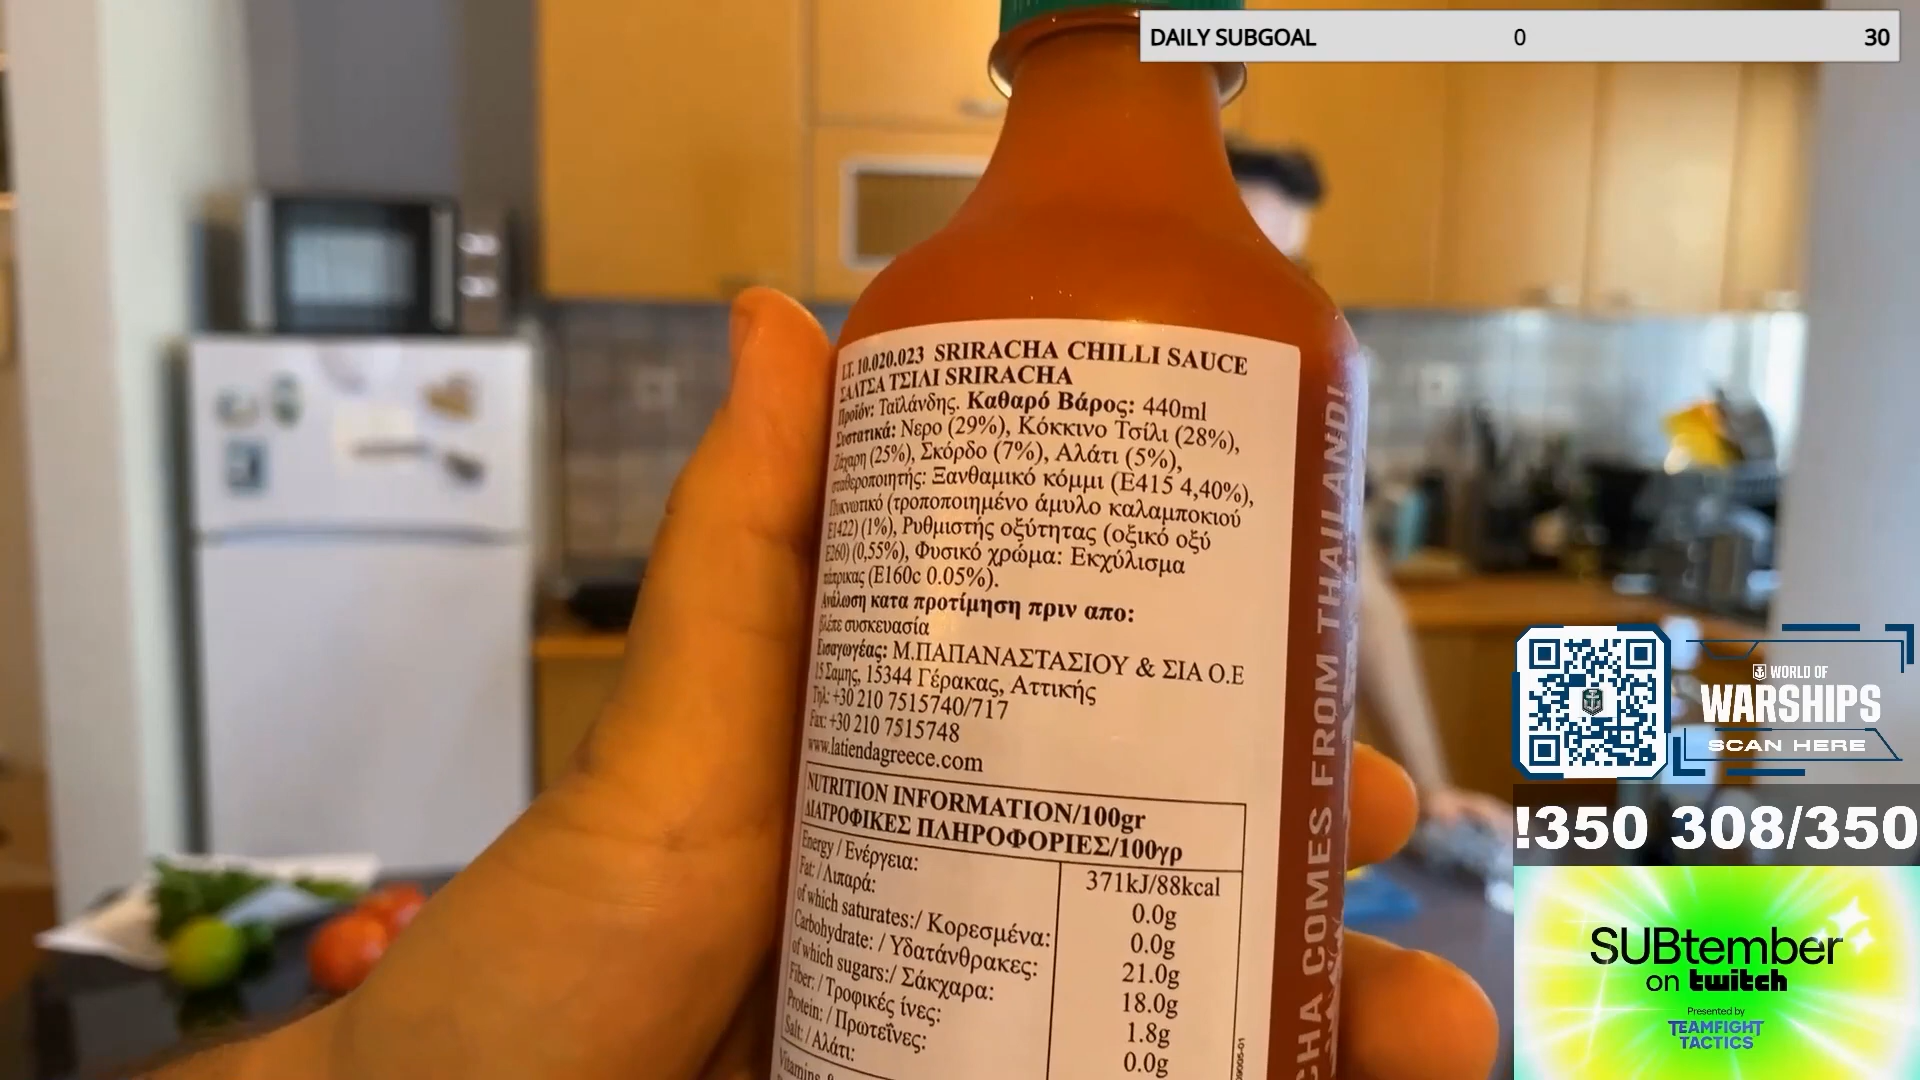 DAILY SUBGOAL 0 30
LT. 10.020.023 SRIRACHA CHILLI SAUCE
ΣΑΛΤΣΑ ΤΣΙΛΙ SRIRACHA
Προϊόν: Ταϊλάνδης. Καθαρό Βάρος: 440ml
Συστατικά: Νερο (29%), Κόκκινο Τσίλι (28%),
Ζάχαρη (25%), Σκόρδο (7%), Αλάτι (5%),
σταθεροποιητής: Ξανθαμικό κόμμι (E415 4,40%),
Πυκνωτικό (τροποποιημένο άμυλο καλαμποκιού
E1422) (1%), Ρυθμιστής οξύτητας (οξικό οξύ
E260) (0,55%), Φυσικό χρώμα: Εκχύλισμα
πάπρικας (E160c 0.05%).
Ανάλωση κατα προτίμηση πριν απο:
βλέπε συσκευασία
Εισαγωγέας: Μ.ΠΑΠΑΝΑΣΤΑΣΙΟΥ & ΣΙΑ Ο.Ε
15 Σαμης, 15344 Γέρακας, Αττικής
Τηλ: +30 210 7515740/717
Fax: +30 210 7515748
www.latiendagreece.com
NUTRITION INFORMATION/100gr
ΔΙΑΤΡΟΦΙΚΕΣ ΠΛΗΡΟΦΟΡΙΕΣ/100γρ
Energy / Ενέργεια: 371kJ/88kcal
Fat: / Λιπαρά: 0.0g
of which saturates:/ Κορεσμένα: 0.0g
Carbohydrate: / Υδατάνθρακες: 21.0g
of which sugars:/ Σάκχαρα: 18.0g
Fiber: / Τροφικές ίνες: 1.8g
Protein: / Πρωτεΐνες: 0.0g
Salt: / Αλάτι:
Vitamins
CHA COMES FROM THAILAND!
WORLD OF
WARSHIPS
SCAN HERE
!350 308/350
SUBtember
on twitch
Presented by
TEAMFIGHT
TACTICS